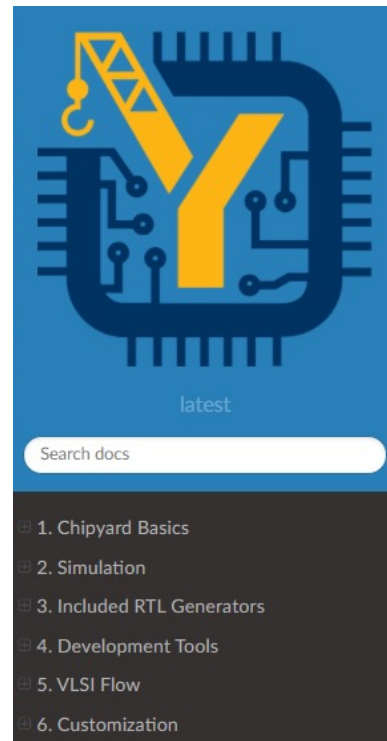 latest
Search docs
1. Chipyard Basics
2. Simulation
3. Included RTL Generators
4. Development Tools
5. VLSI Flow
6. Customization